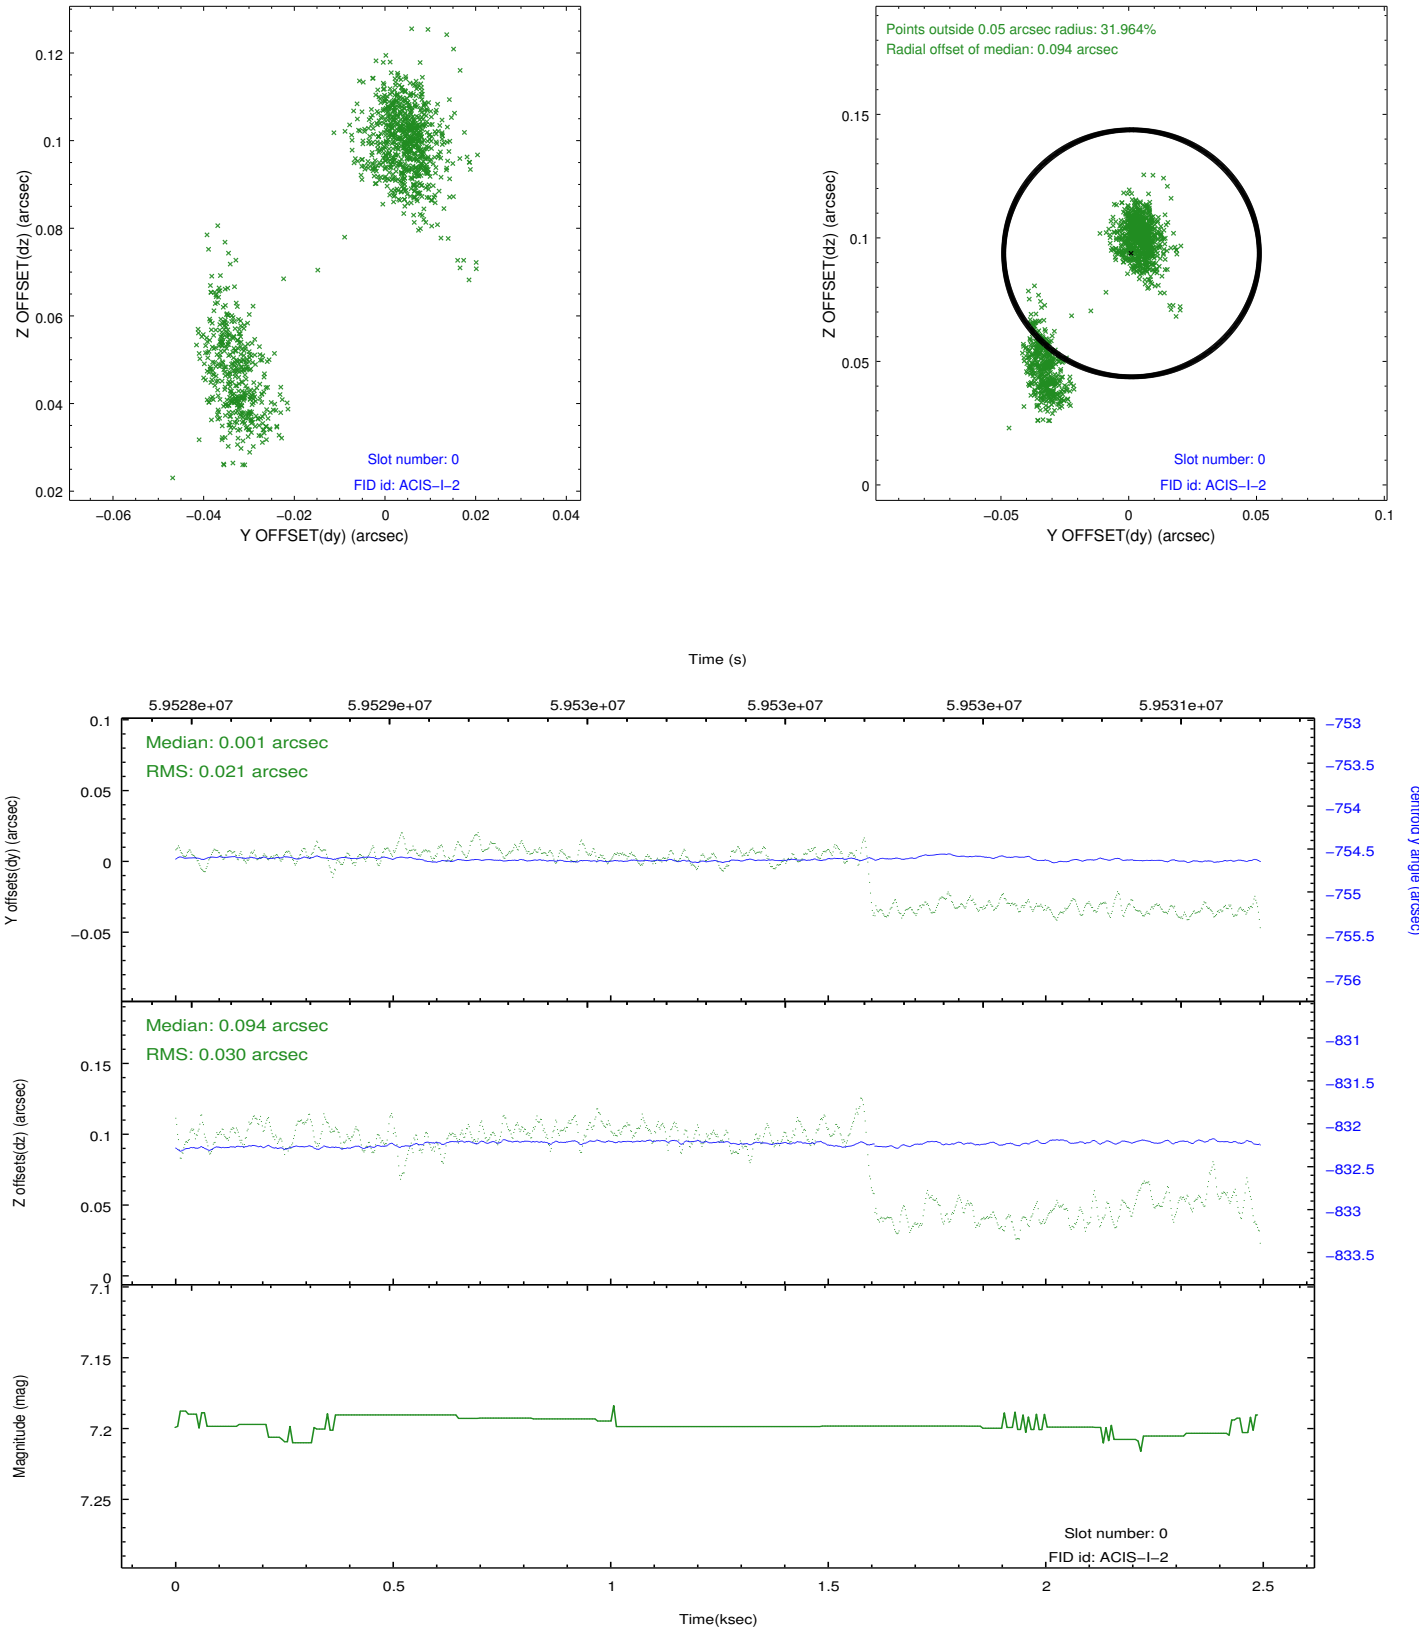 0.12
0.1
0.08
0.06
0.04
0.02
Z OFFSET(dz) (arcsec)
−0.06
−0.04
−0.02
0
0.02
0.04
Y OFFSET(dy) (arcsec)
Slot number: 0
FID id: ACIS−I−2
Points outside 0.05 arcsec radius: 31.964%
Radial offset of median: 0.094 arcsec
0.15
0.1
0.05
0
Z OFFSET(dz) (arcsec)
−0.05
0
0.05
0.1
Y OFFSET(dy) (arcsec)
Slot number: 0
FID id: ACIS−I−2
Time (s)
5.9528e+07
5.9529e+07
5.953e+07
5.953e+07
5.953e+07
5.9531e+07
Median: 0.001 arcsec
RMS: 0.021 arcsec
0.1
0.05
0
−0.05
Y offsets(dy) (arcsec)
−753
−753.5
−754
−754.5
−755
−755.5
−756
centroid y angle (arcsec)
Median: 0.094 arcsec
RMS: 0.030 arcsec
0.15
0.1
0.05
0
Z offsets(dz) (arcsec)
−831
−831.5
−832
−832.5
−833
−833.5
7.1
7.15
7.2
7.25
Magnitude (mag)
Slot number: 0
FID id: ACIS−I−2
0
0.5
1
1.5
2
2.5
Time(ksec)